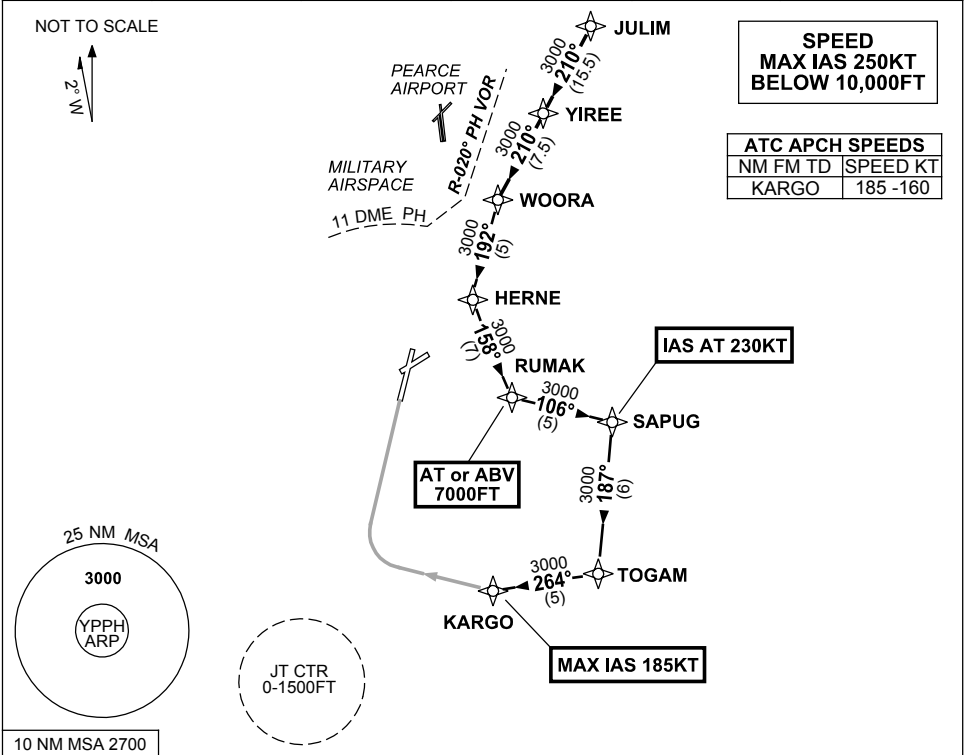 NOT TO SCALE
2° W
JULIM
3000
210°
(15.5)
SPEED
MAX IAS 250KT
BELOW 10,000FT
PEARCE
AIRPORT
R-020° PH VOR
YIREE
3000
210°
(7.5)
ATC APCH SPEEDS
NM FM TD SPEED KT
KARGO 185 -160
MILITARY
AIRSPACE
11 DME PH
WOORA
3000
192°
(5)
HERNE
3000
158°
(7)
RUMAK
IAS AT 230KT
3000
106°
(5)
SAPUG
AT or ABV
7000FT
3000
187°
(6)
25 NM MSA
3000
YPPH
ARP
3000
264°
(5)
TOGAM
KARGO
MAX IAS 185KT
JT CTR
0-1500FT
10 NM MSA 2700